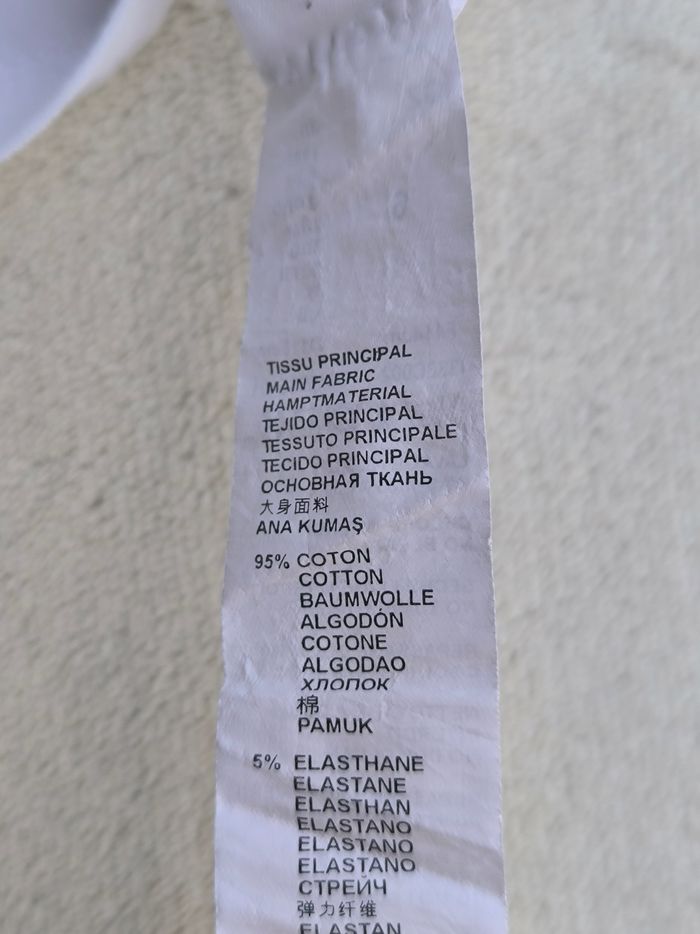 TISSU PRINCIPAL
MAIN FABRIC
HAMPTMATERIAL
TEJIDO PRINCIPAL
TESSUTO PRINCIPALE
TECIDO PRINCIPAL
ОСНОВНАЯ ТКАНЬ
大身面料
ANA KUMAŞ
95% COTON
COTTON
BAUMWOLLE
ALGODÓN
COTONE
ALGODAO
ХЛОПОК
棉
PAMUK
5% ELASTHANE
ELASTANE
ELASTHAN
ELASTANO
ELASTANO
ELASTANO
СТРЕЙЧ
弹力纤维
ELASTAN